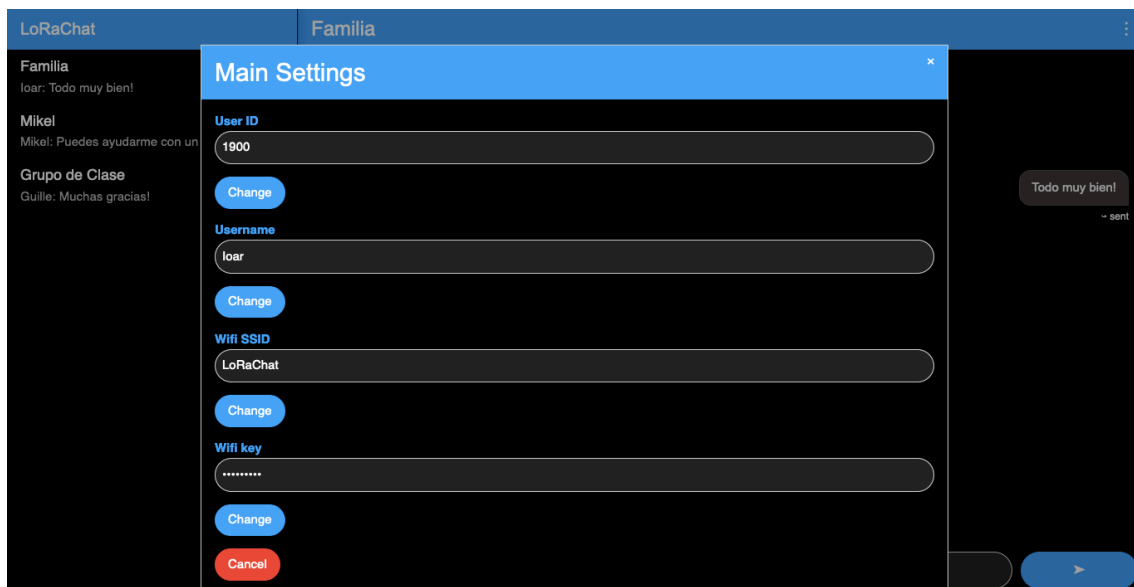 LoRaChat
Familia
⋮
Familia
Ioar: Todo muy bien!
Mikel
Mikel: Puedes ayudarme con un
Grupo de Clase
Guille: Muchas gracias!
Main Settings
×
User ID
1900
Change
Username
Ioar
Change
Wifi SSID
LoRaChat
Change
Wifi key
•••••••••
Change
Cancel
Todo muy bien!
sent